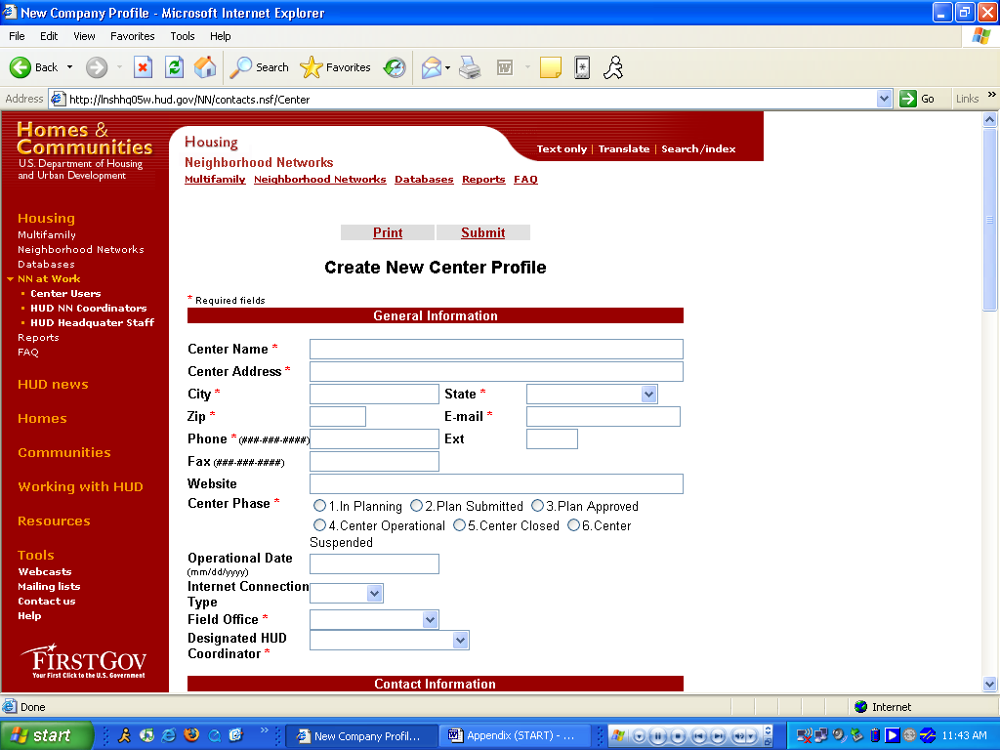 New Company Profile - Microsoft Internet Explorer
File Edit View Favorites Tools Help
Back Search Favorites
Address http://lnshhq05w.hud.gov/NN/contacts.nsf/Center Go Links »
Homes &
Communities
U.S. Department of Housing
and Urban Development
Housing
Multifamily
Neighborhood Networks
Databases
NN at Work
Center Users
HUD NN Coordinators
HUD Headquater Staff
Reports
FAQ
HUD news
Homes
Communities
Working with HUD
Resources
Tools
Webcasts
Mailing lists
Contact us
Help
FIRSTGOV
Your First Click to the U.S. Government
Housing
Neighborhood Networks
Text only | Translate | Search/index
Multifamily Neighborhood Networks Databases Reports FAQ
Print Submit
Create New Center Profile
* Required fields
General Information
Center Name *
Center Address *
City * State *
Zip * E-mail *
Phone * (###-###-####) Ext
Fax (###-###-####)
Website
Center Phase * 1.In Planning 2.Plan Submitted 3.Plan Approved
4.Center Operational 5.Center Closed 6.Center
Suspended
Operational Date
(mm/dd/yyyy)
Internet Connection
Type
Field Office *
Designated HUD
Coordinator *
Contact Information
Done Internet
start » New Company Profil... Appendix (START) - ... 11:43 AM